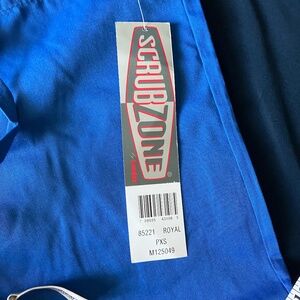 SCRUBZONE®
85221 ROYAL
PXS
M125049